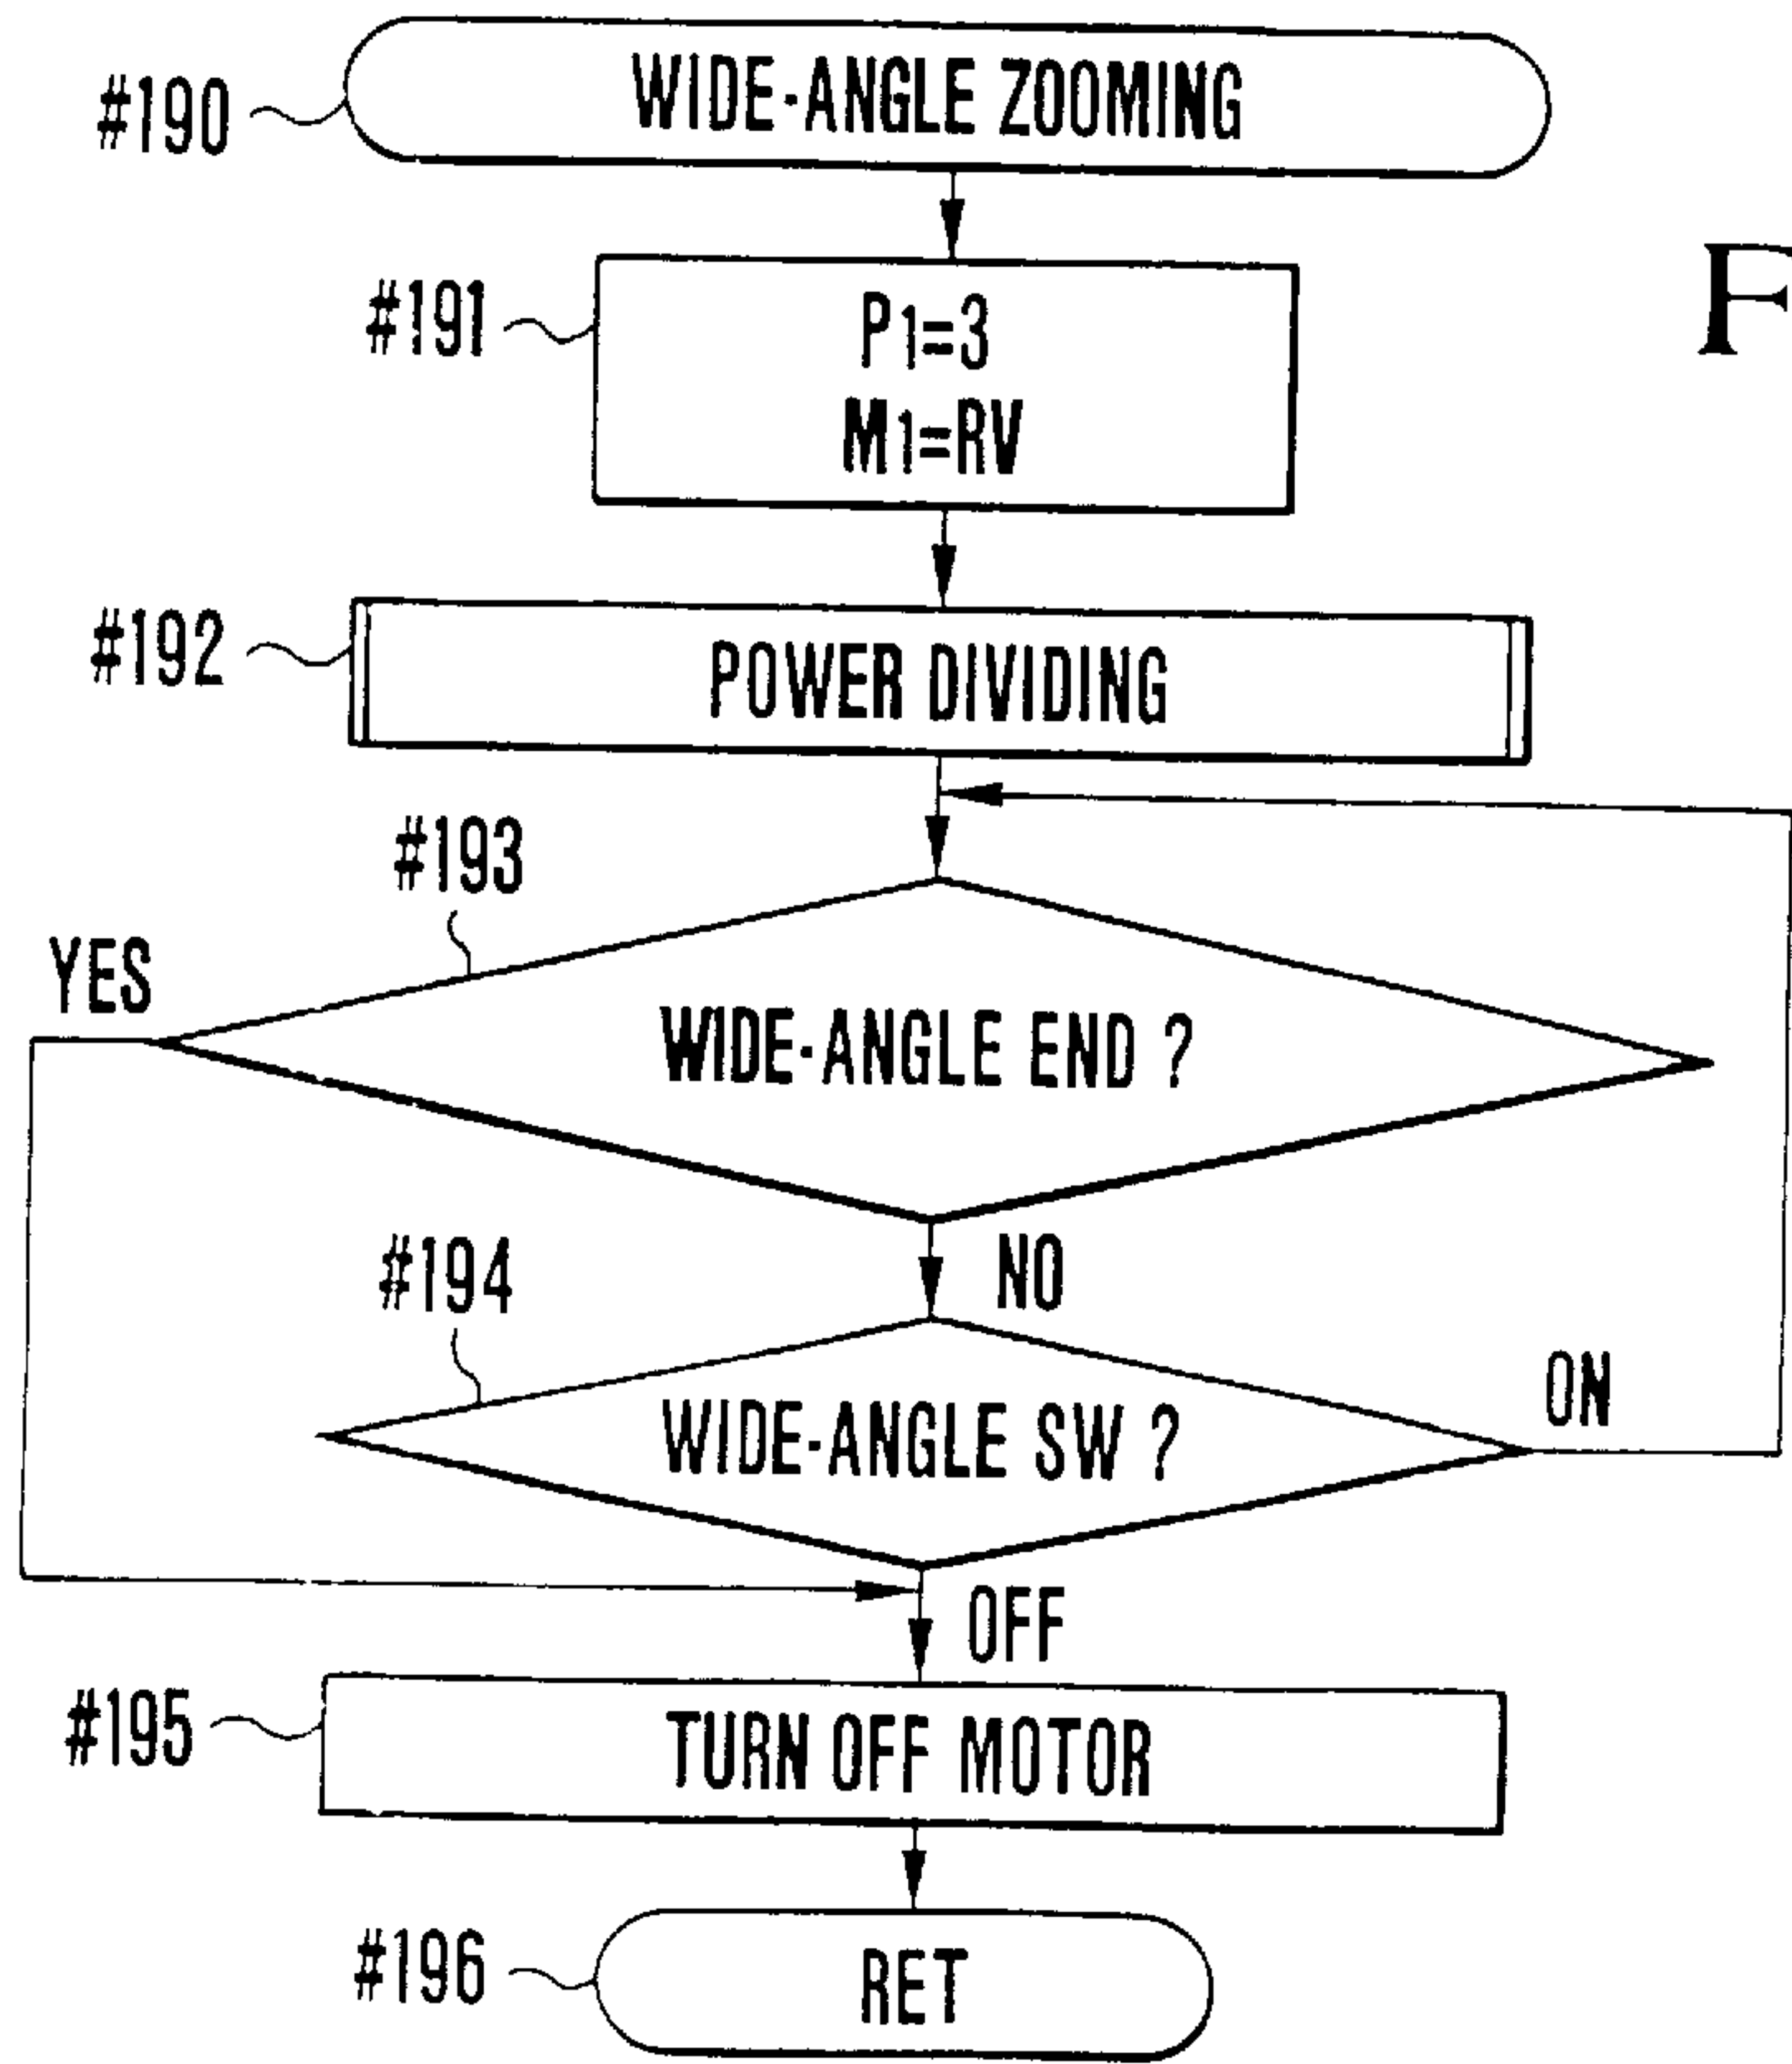 #190
WIDE-ANGLE ZOOMING
F
#191
P1=3
M1=RV
#192
POWER DIVIDING
#193
YES
WIDE-ANGLE END ?
NO
#194
WIDE-ANGLE SW ?
ON
OFF
#195
TURN OFF MOTOR
#196
RET